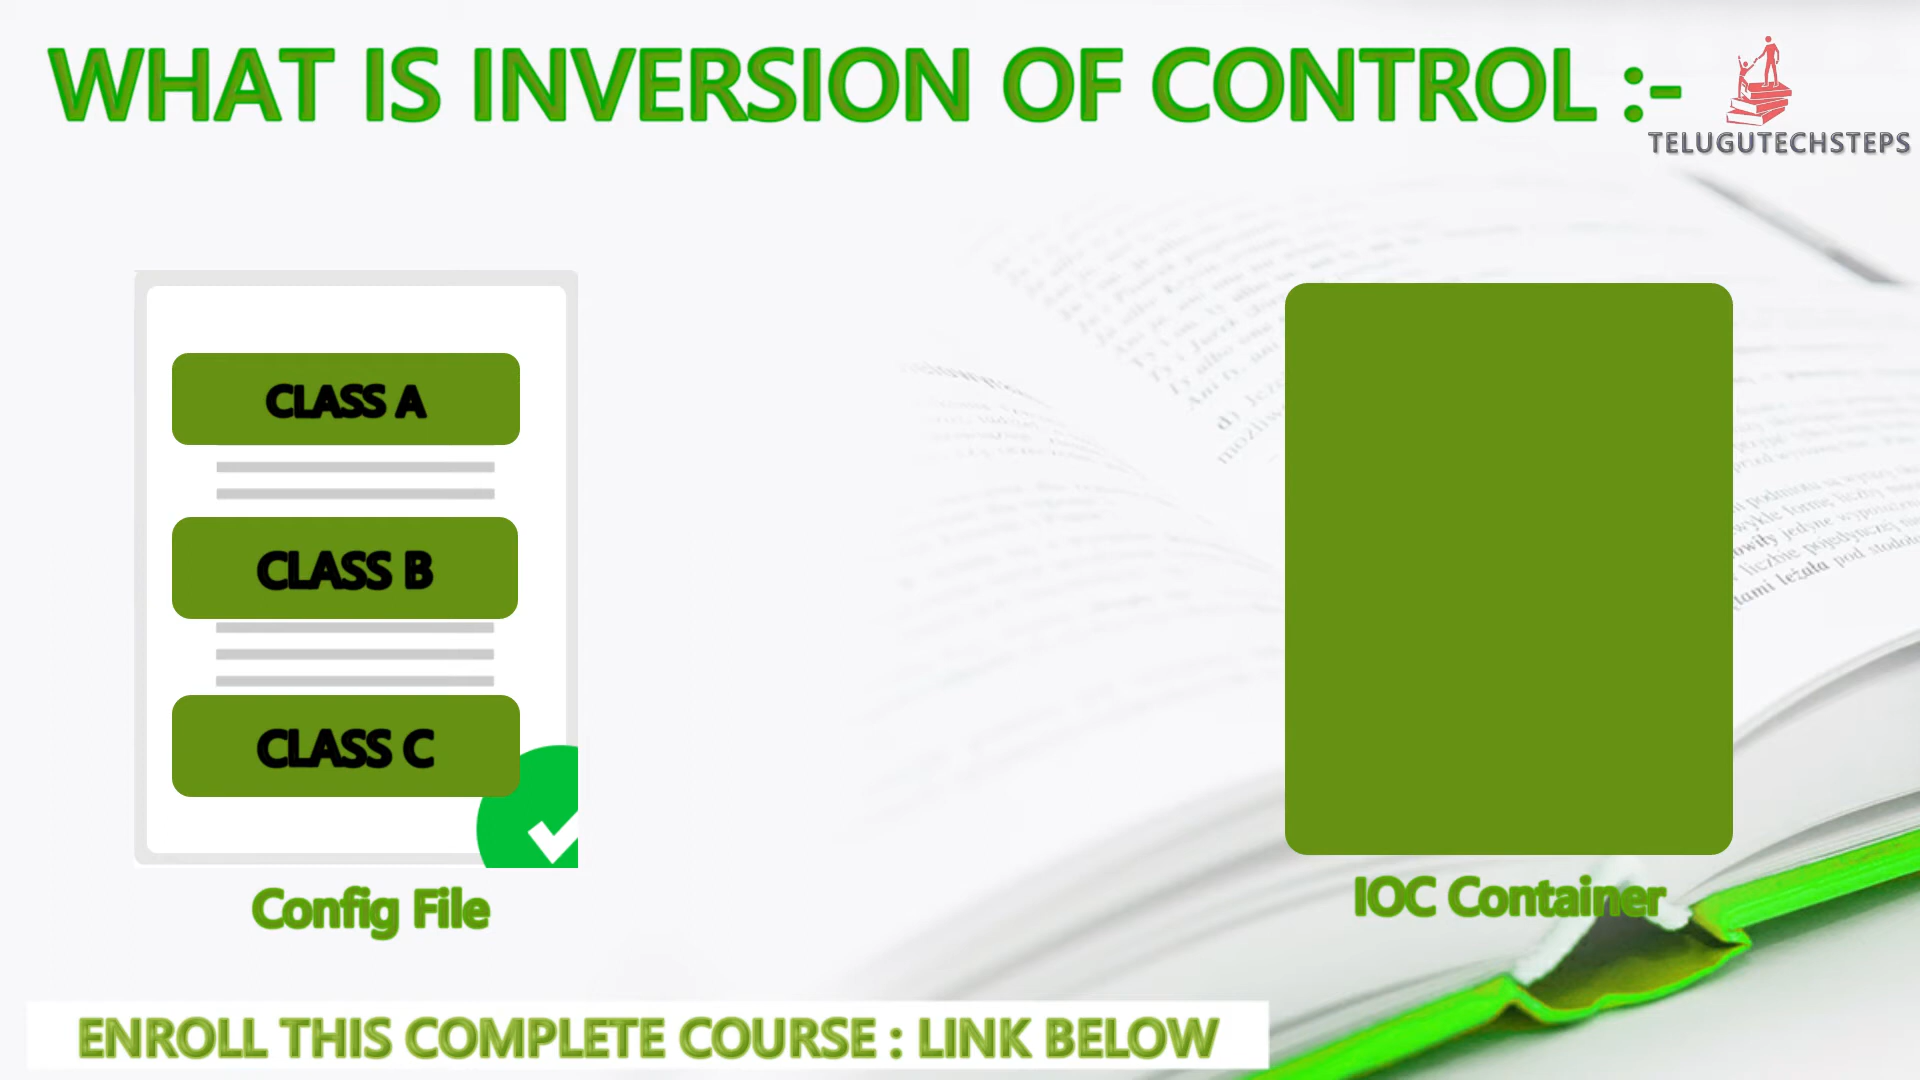 WHAT IS INVERSION OF CONTROL :-
TELUGUTECHSTEPS
CLASS A
CLASS B
CLASS C
Config File
IOC Container
ENROLL THIS COMPLETE COURSE : LINK BELOW